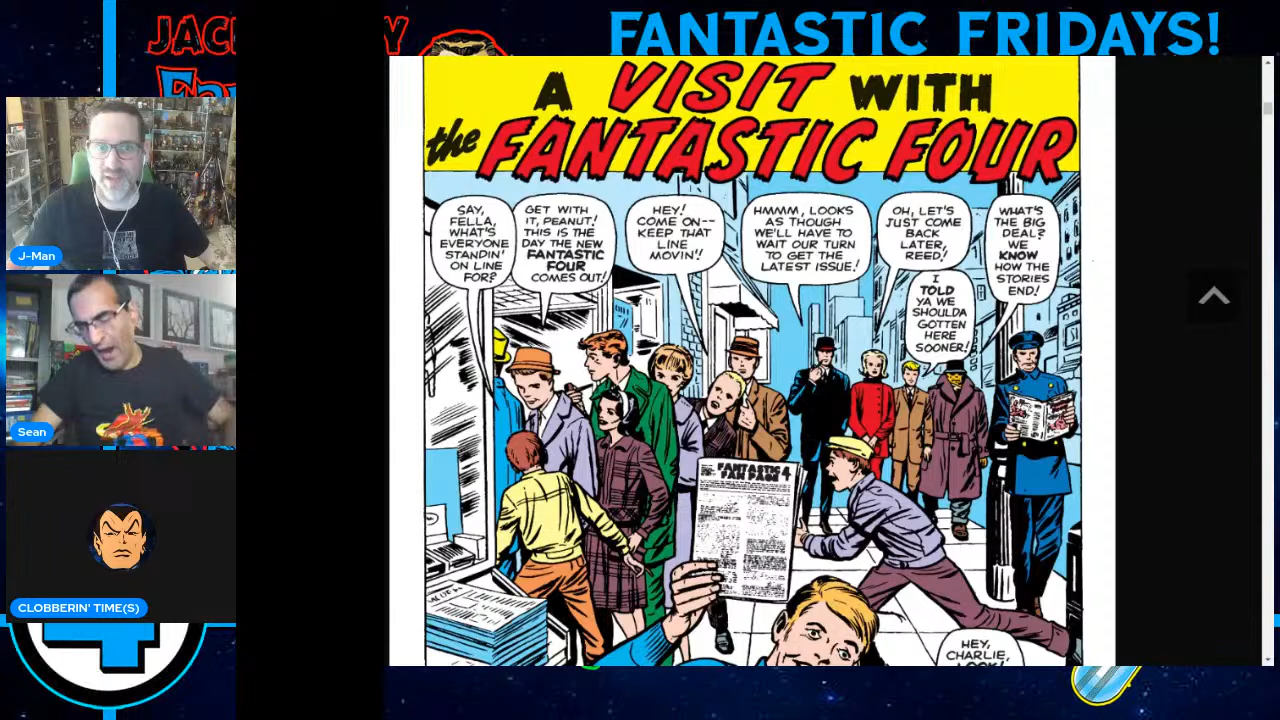 FANTASTIC FRIDAYS!
J-Man
Sean
CLOBBERIN' TIME(S)
A VISIT WITH
the FANTASTIC FOUR
SAY,
FELLA,
WHAT'S
EVERYONE
STANDIN'
ON LINE
FOR?
GET WITH
IT, PEANUT!
THIS IS THE
DAY THE NEW
FANTASTIC
FOUR
COMES OUT!
HEY!
COME ON--
KEEP THAT
LINE
MOVIN'!
HMMM, LOOKS
AS THOUGH
WE'LL HAVE TO
WAIT OUR TURN
TO GET THE
LATEST ISSUE!
OH, LET'S
JUST COME
BACK
LATER,
REED!
I
TOLD
YA WE
SHOULDA
GOTTEN
HERE
SOONER!
WHAT'S
THE BIG
DEAL?
WE
KNOW
HOW THE
STORIES
END!
FANTASTIC 4
FAN PAGE
HEY,
CHARLIE,
LOOK!